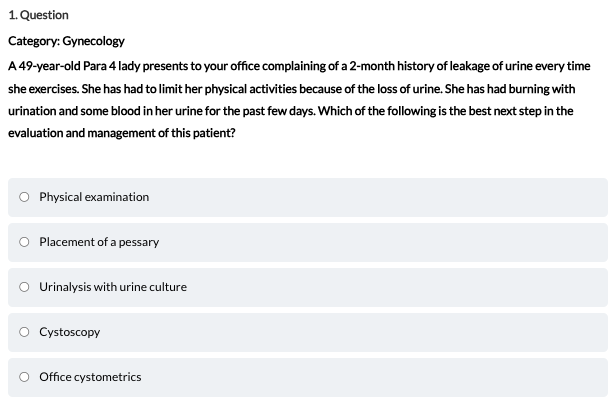 1. Question
Category: Gynecology
A 49-year-old Para 4 lady presents to your office complaining of a 2-month history of leakage of urine every time
she exercises. She has had to limit her physical activities because of the loss of urine. She has had burning with
urination and some blood in her urine for the past few days. Which of the following is the best next step in the
evaluation and management of this patient?
Physical examination
Placement of a pessary
Urinalysis with urine culture
Cystoscopy
Office cystometrics